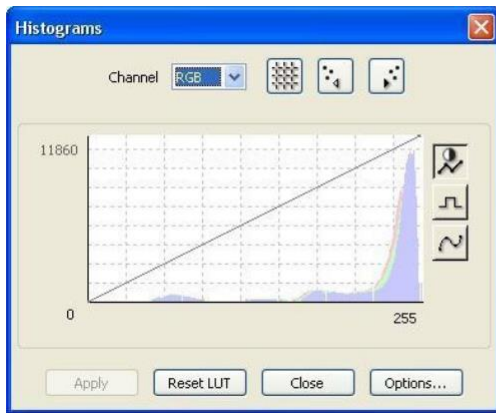 Histograms
Channel RGB
11860
0
255
Apply Reset LUT Close Options...